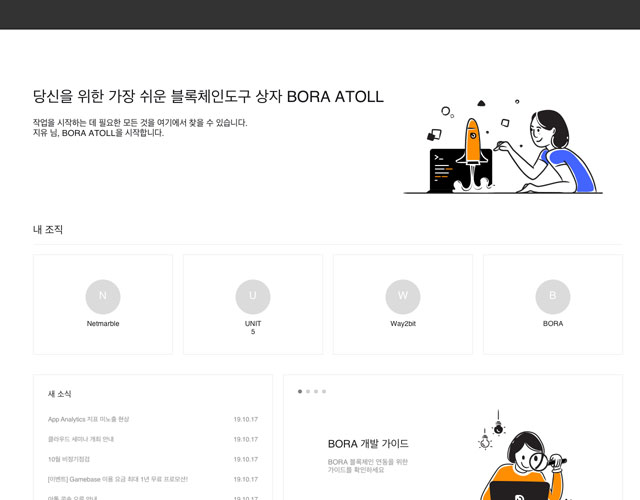 당신을 위한 가장 쉬운 블록체인도구 상자 BORA ATOLL
작업을 시작하는 데 필요한 모든 것을 여기에서 찾을 수 있습니다.
지유 님, BORA ATOLL을 시작합니다.
>_
내 조직
N
Netmarble
U
UNIT
5
W
Way2bit
B
BORA
새 소식
App Analytics 지표 미노출 현상 19.10.17
클라우드 세미나 개최 안내 19.10.17
10월 비정기점검 19.10.17
[이벤트] Gamebase 이용 요금 최대 1년 무료 프로모션! 19.10.17
BORA 개발 가이드
BORA 블록체인 연동을 위한
가이드를 확인하세요